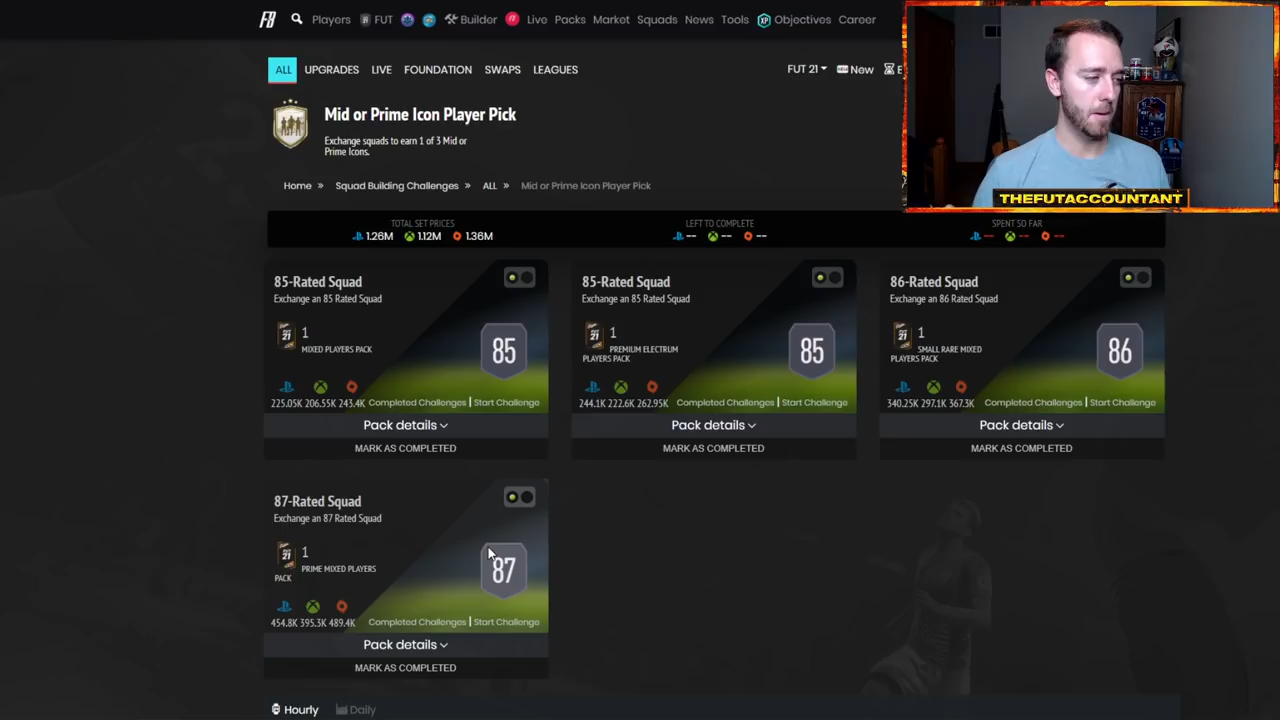 Players FUT Builder Live Packs Market Squads News Tools XP Objectives Career
ALL UPGRADES LIVE FOUNDATION SWAPS LEAGUES FUT 21 New
Mid or Prime Icon Player Pick
Exchange squads to earn 1 of 3 Mid or
Prime Icons.
Home » Squad Building Challenges » ALL » Mid or Prime Icon Player Pick
THEFUTACCOUNTANT
TOTAL SET PRICES
1.26M 1.12M 1.36M
LEFT TO COMPLETE
-- -- --
SPENT SO FAR
-- -- --
85-Rated Squad
Exchange an 85 Rated Squad
1
MIXED PLAYERS PACK
85
225.05K 206.55K 243.4K Completed Challenges | Start Challenge
Pack details
MARK AS COMPLETED
85-Rated Squad
Exchange an 85 Rated Squad
1
PREMIUM ELECTRUM
PLAYERS PACK
85
244.1K 222.6K 262.95K Completed Challenges | Start Challenge
Pack details
MARK AS COMPLETED
86-Rated Squad
Exchange an 86 Rated Squad
1
SMALL RARE MIXED
PLAYERS PACK
86
340.25K 297.1K 367.3K Completed Challenges | Start Challenge
Pack details
MARK AS COMPLETED
87-Rated Squad
Exchange an 87 Rated Squad
1
PRIME MIXED PLAYERS
PACK
87
454.8K 395.3K 489.4K Completed Challenges | Start Challenge
Pack details
MARK AS COMPLETED
Hourly Daily